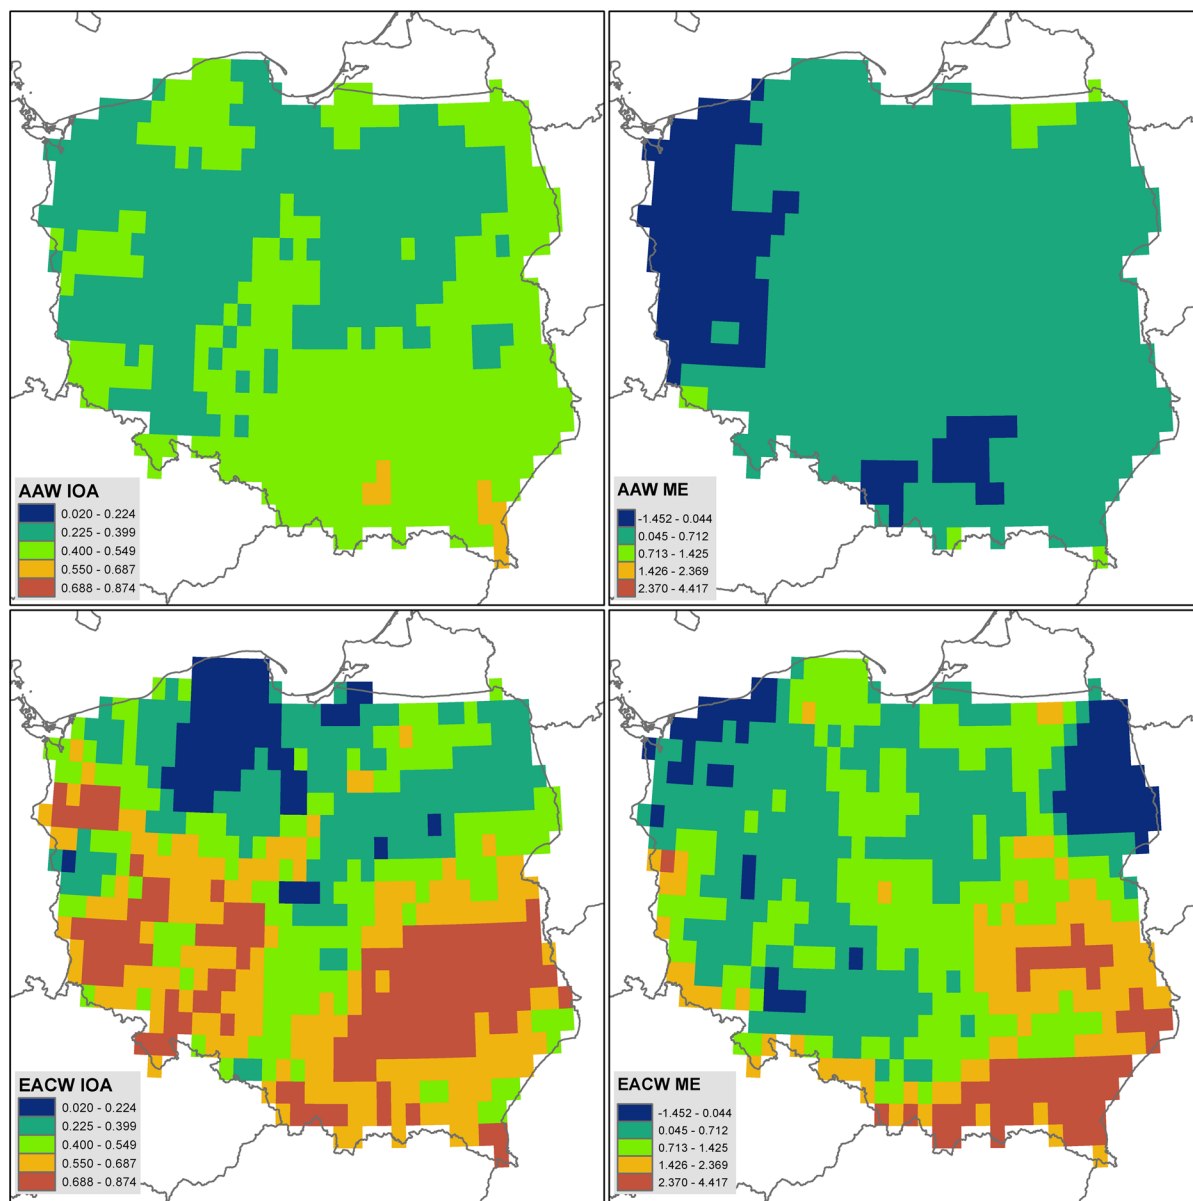 AAW IOA
0.020 - 0.224
0.225 - 0.399
0.400 - 0.549
0.550 - 0.687
0.688 - 0.874
AAW ME
-1.452 - 0.044
0.045 - 0.712
0.713 - 1.425
1.426 - 2.369
2.370 - 4.417
EACW IOA
0.020 - 0.224
0.225 - 0.399
0.400 - 0.549
0.550 - 0.687
0.688 - 0.874
EACW ME
-1.452 - 0.044
0.045 - 0.712
0.713 - 1.425
1.426 - 2.369
2.370 - 4.417